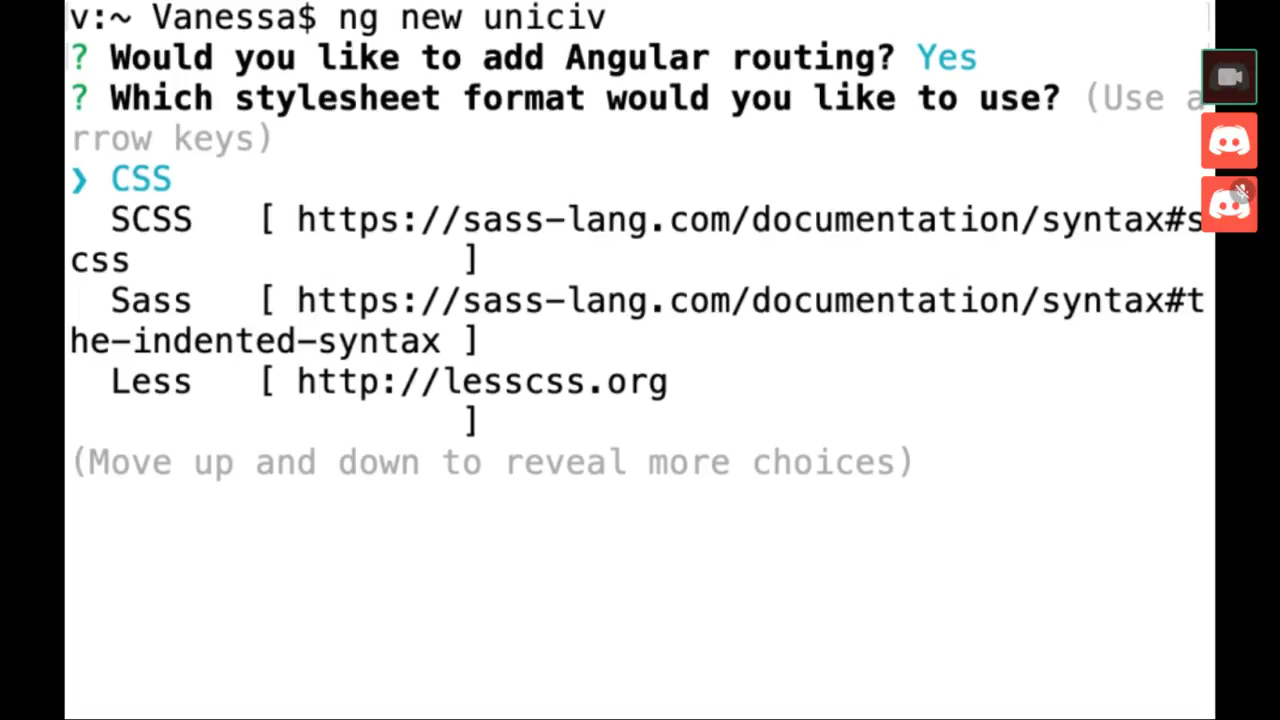 v:~ Vanessa$ ng new uniciv
? Would you like to add Angular routing? Yes
? Which stylesheet format would you like to use? (Use a
rrow keys)
❯ CSS
SCSS [ https://sass-lang.com/documentation/syntax#s
css ]
Sass [ https://sass-lang.com/documentation/syntax#t
he-indented-syntax ]
Less [ http://lesscss.org
]
(Move up and down to reveal more choices)